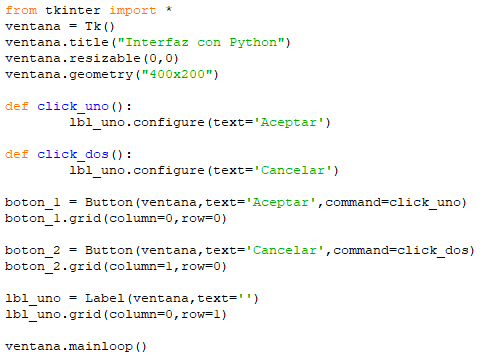 from tkinter import *
ventana = Tk()
ventana.title("Interfaz con Python")
ventana.resizable(0,0)
ventana.geometry("400x200")

def click_uno():
        lbl_uno.configure(text='Aceptar')

def click_dos():
        lbl_uno.configure(text='Cancelar')

boton_1 = Button(ventana,text='Aceptar',command=click_uno)
boton_1.grid(column=0,row=0)

boton_2 = Button(ventana,text='Cancelar',command=click_dos)
boton_2.grid(column=1,row=0)

lbl_uno = Label(ventana,text='')
lbl_uno.grid(column=0,row=1)

ventana.mainloop()